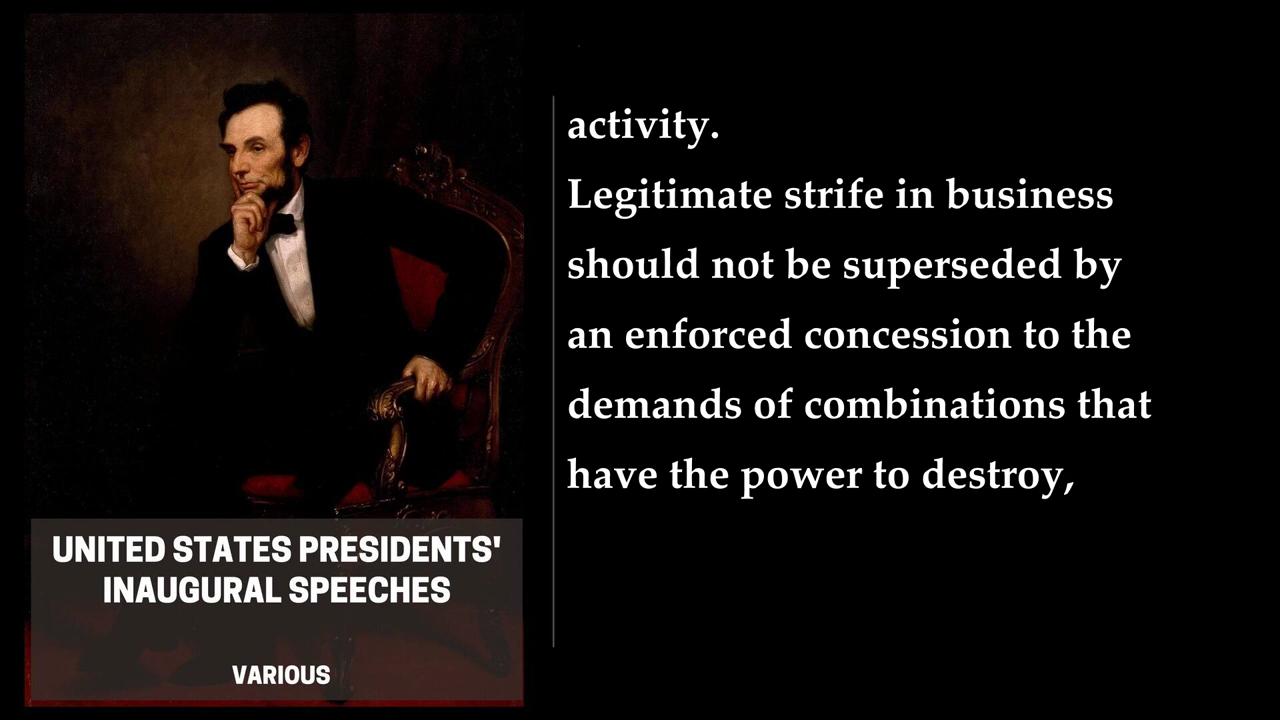 UNITED STATES PRESIDENTS'
INAUGURAL SPEECHES
VARIOUS
activity.
Legitimate strife in business
should not be superseded by
an enforced concession to the
demands of combinations that
have the power to destroy,